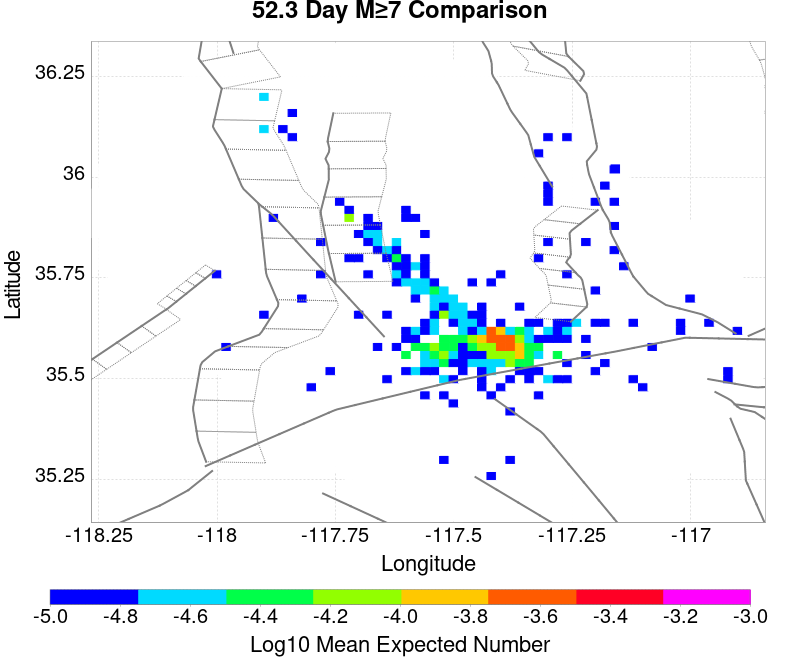 52.3 Day M≥7 Comparison
36.25
36
35.75
35.5
35.25
Latitude
-118.25 -118 -117.75 -117.5 -117.25 -117
Longitude
-5.0 -4.8 -4.6 -4.4 -4.2 -4.0 -3.8 -3.6 -3.4 -3.2 -3.0
Log10 Mean Expected Number